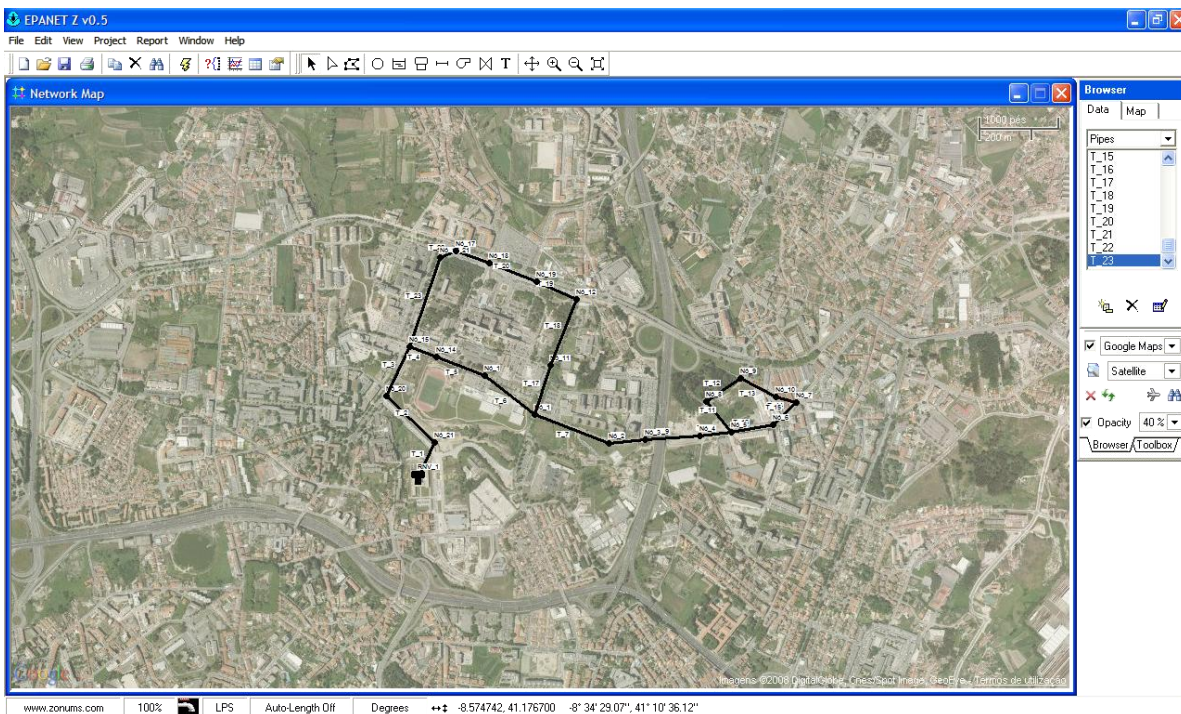 EPANET Z v0.5
File Edit View Project Report Window Help
Network Map
Browser
Data Map
1000 pés
200 m
Pipes
T_15
T_16
T_17
T_18
T_19
T_20
T_21
T_22
T_23
Nó_17
Nó_18
T_20
Nó_19
T_19
Nó_12
T_23
T_18
Nó_15
T_4
Nó_14
T_3
T_5
Nó_1
Nó_11
T_17
Nó_20
T_6
T_2
T_7
Nó_21
T_1
RNV_1
Nó_2
Nó_3
Nó_4
Nó_9
T_12
T_13
Nó_10
Nó_7
Nó_8
T_11
Nó_6
Google Maps
Satellite
Opacity 40 %
Browser Toolbox
Google
Imagens ©2008 DigitalGlobe, Cnes/Spot Image, GeoEye - Termos de utilização
www.zonums.com 100% LPS Auto-Length Off Degrees -8.574742, 41.176700 -8° 34' 29.07'', 41° 10' 36.12''